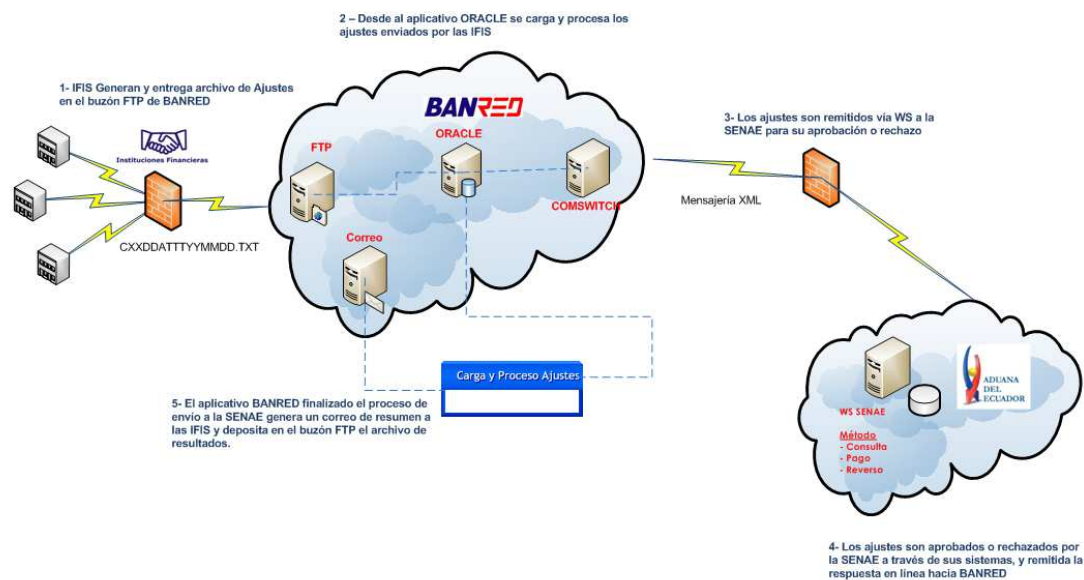 2 – Desde al aplicativo ORACLE se carga y procesa los
ajustes enviados por las IFIS
1- IFIS Generan y entrega archivo de Ajustes
en el buzón FTP de BANRED
BANRED
3- Los ajustes son remitidos vía WS a la
SENAE para su aprobación o rechazo
ORACLE
FTP
Instituciones Financieras
COMSWITCH
Mensajería XML
CXXDDATTTYYMMDD.TXT
Correo
Carga y Proceso Ajustes
5- El aplicativo BANRED finalizado el proceso de
envío a la SENAE genera un correo de resumen a
las IFIS y deposita en el buzón FTP el archivo de
resultados.
ADUANA
DEL
ECUADOR
WS SENAE
Método
- Consulta
- Pago
- Reverso
4- Los ajustes son aprobados o rechazados por
la SENAE a través de sus sistemas, y remitida la
respuesta en línea hacia BANRED